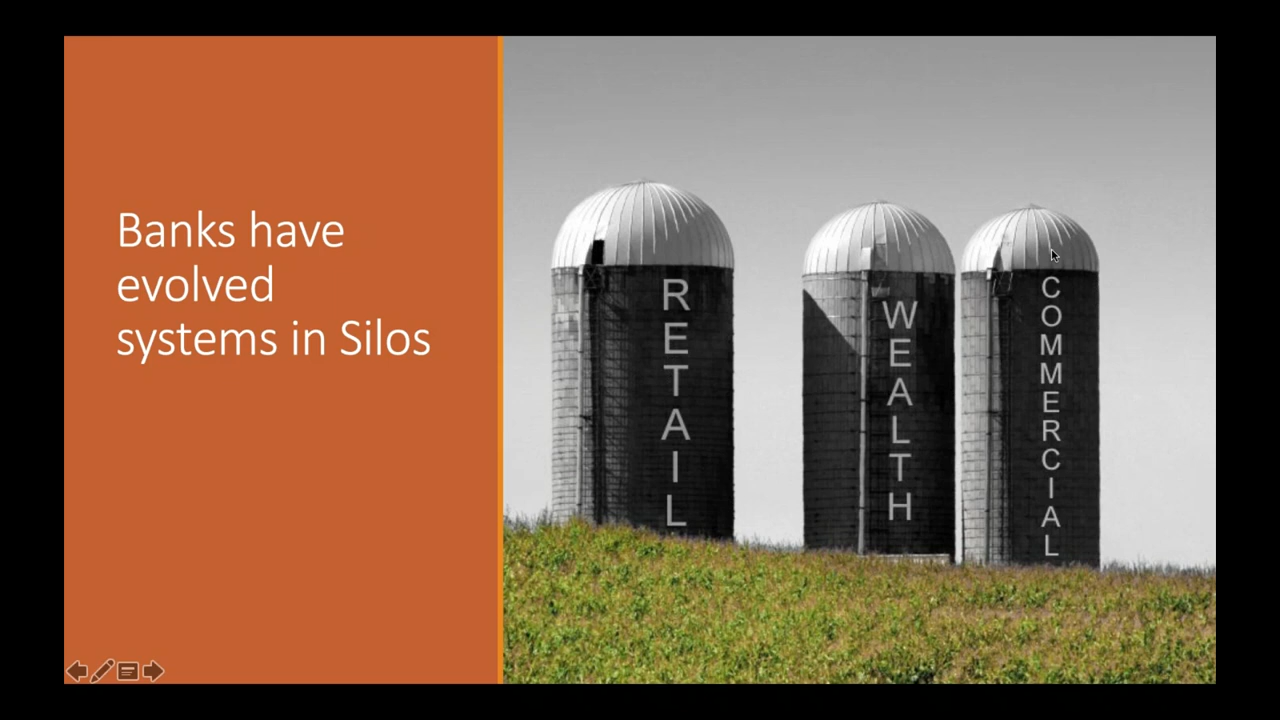 Banks have
evolved
systems in Silos
RETAIL
WEALTH
COMMERCIAL